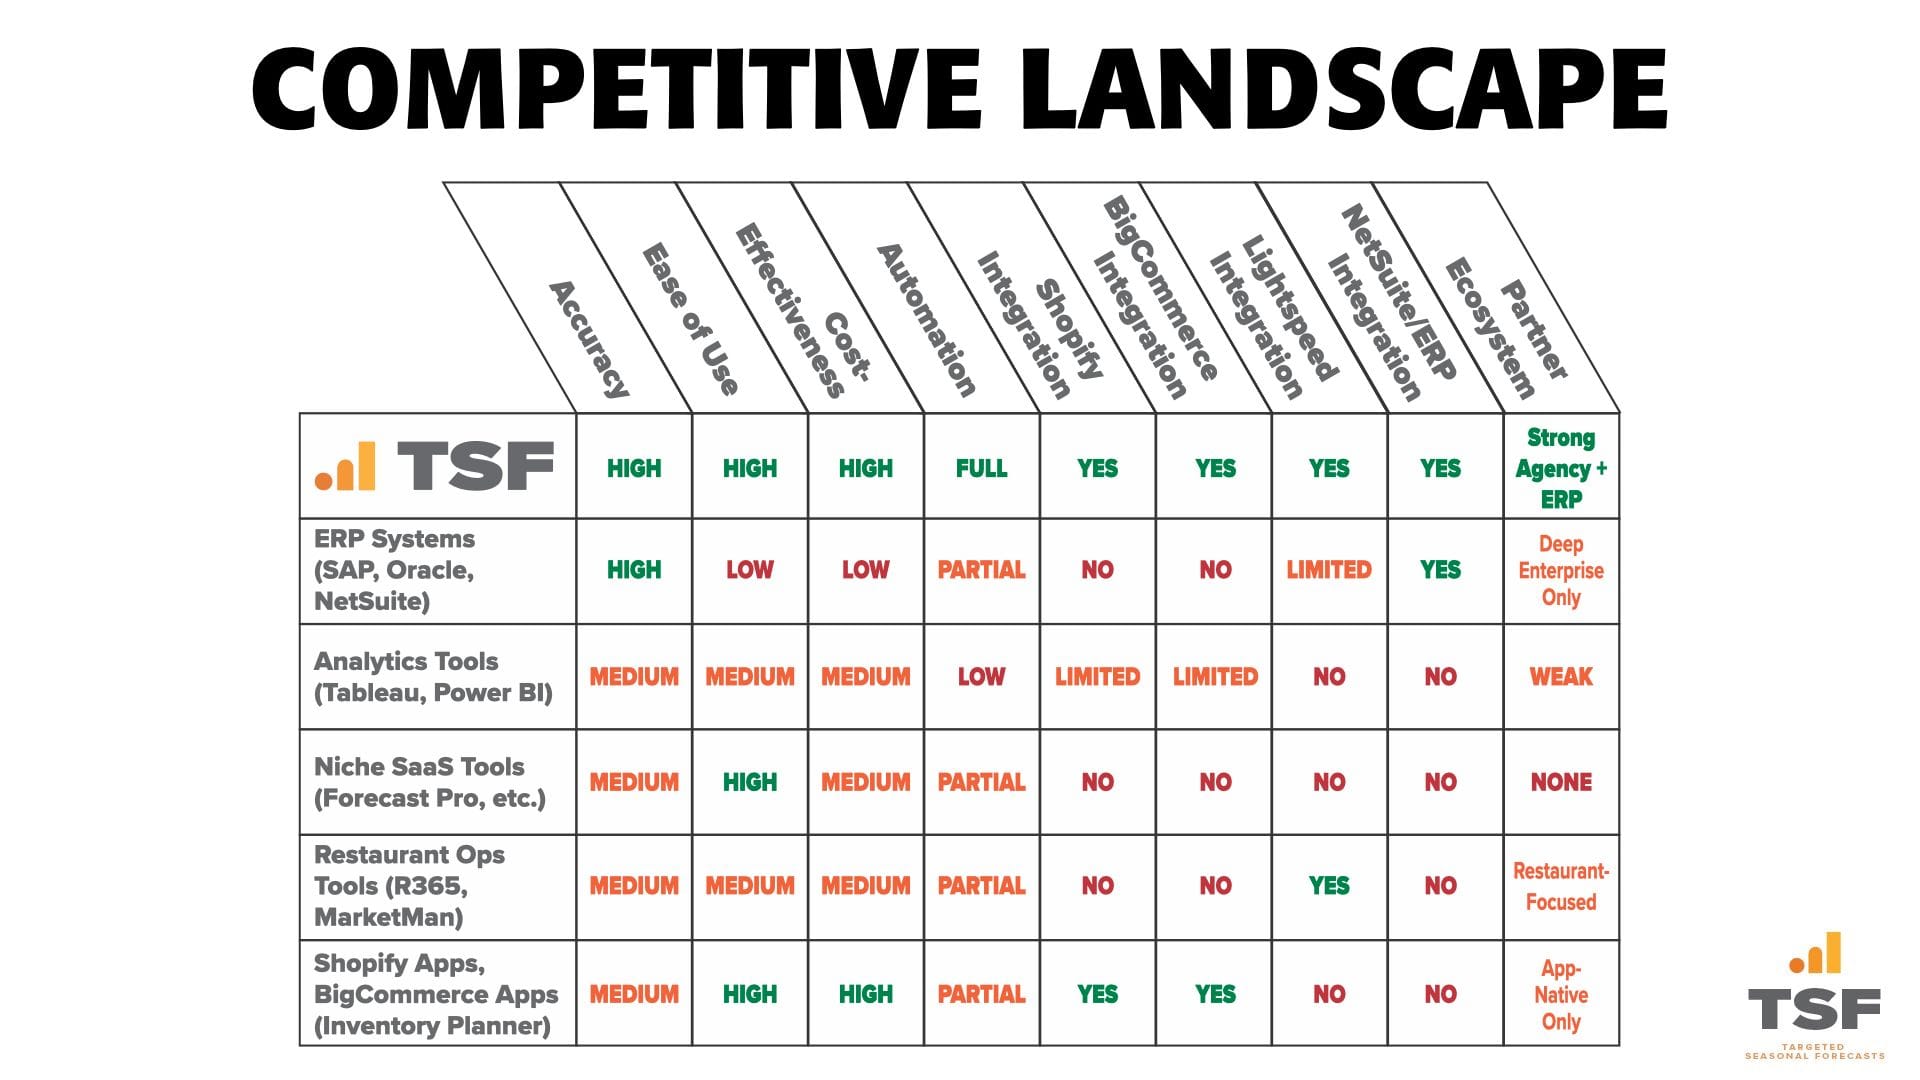 COMPETITIVE LANDSCAPE
Accuracy
Ease of Use
Cost-
Effectiveness
Automation
Shopify
Integration
BigCommerce
Integration
Lightspeed
Integration
NetSuite/ERP
Integration
Partner
Ecosystem
TSF
HIGH
HIGH
HIGH
FULL
YES
YES
YES
YES
Strong
Agency +
ERP
ERP Systems
(SAP, Oracle,
NetSuite)
HIGH
LOW
LOW
PARTIAL
NO
NO
LIMITED
YES
Deep
Enterprise
Only
Analytics Tools
(Tableau, Power BI)
MEDIUM
MEDIUM
MEDIUM
LOW
LIMITED
LIMITED
NO
NO
WEAK
Niche SaaS Tools
(Forecast Pro, etc.)
MEDIUM
HIGH
MEDIUM
PARTIAL
NO
NO
NO
NO
NONE
Restaurant Ops
Tools (R365,
MarketMan)
MEDIUM
MEDIUM
MEDIUM
PARTIAL
NO
NO
YES
NO
Restaurant-
Focused
Shopify Apps,
BigCommerce Apps
(Inventory Planner)
MEDIUM
HIGH
HIGH
PARTIAL
YES
YES
NO
NO
App-
Native
Only
TSF
TARGETED
SEASONAL FORECASTS